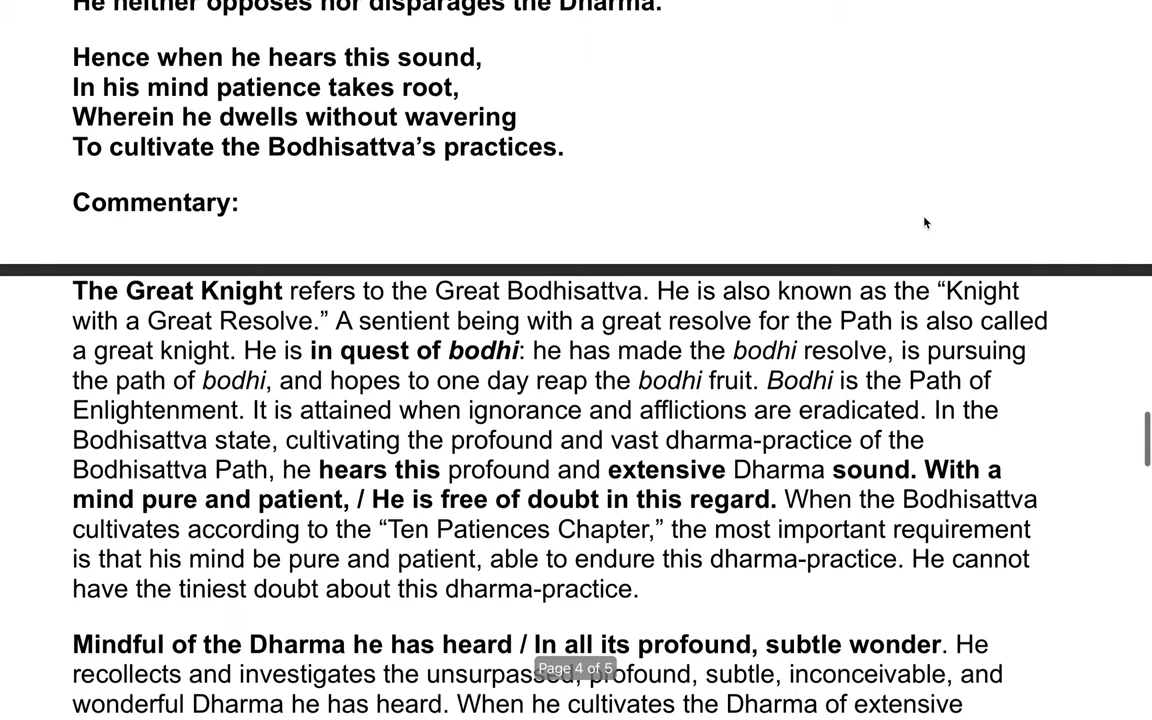 He neither opposes nor disparages the Dharma.
Hence when he hears this sound,
In his mind patience takes root,
Wherein he dwells without wavering
To cultivate the Bodhisattva’s practices.
Commentary:
The Great Knight refers to the Great Bodhisattva. He is also known as the “Knight
with a Great Resolve.” A sentient being with a great resolve for the Path is also called
a great knight. He is in quest of bodhi: he has made the bodhi resolve, is pursuing
the path of bodhi, and hopes to one day reap the bodhi fruit. Bodhi is the Path of
Enlightenment. It is attained when ignorance and afflictions are eradicated. In the
Bodhisattva state, cultivating the profound and vast dharma-practice of the
Bodhisattva Path, he hears this profound and extensive Dharma sound. With a
mind pure and patient, / He is free of doubt in this regard. When the Bodhisattva
cultivates according to the “Ten Patiences Chapter,” the most important requirement
is that his mind be pure and patient, able to endure this dharma-practice. He cannot
have the tiniest doubt about this dharma-practice.
Mindful of the Dharma he has heard / In all its profound, subtle wonder. He
recollects and investigates the unsurpassed, profound, subtle, inconceivable, and
Page 4 of 5
wonderful Dharma he has heard. When he cultivates the Dharma of extensive